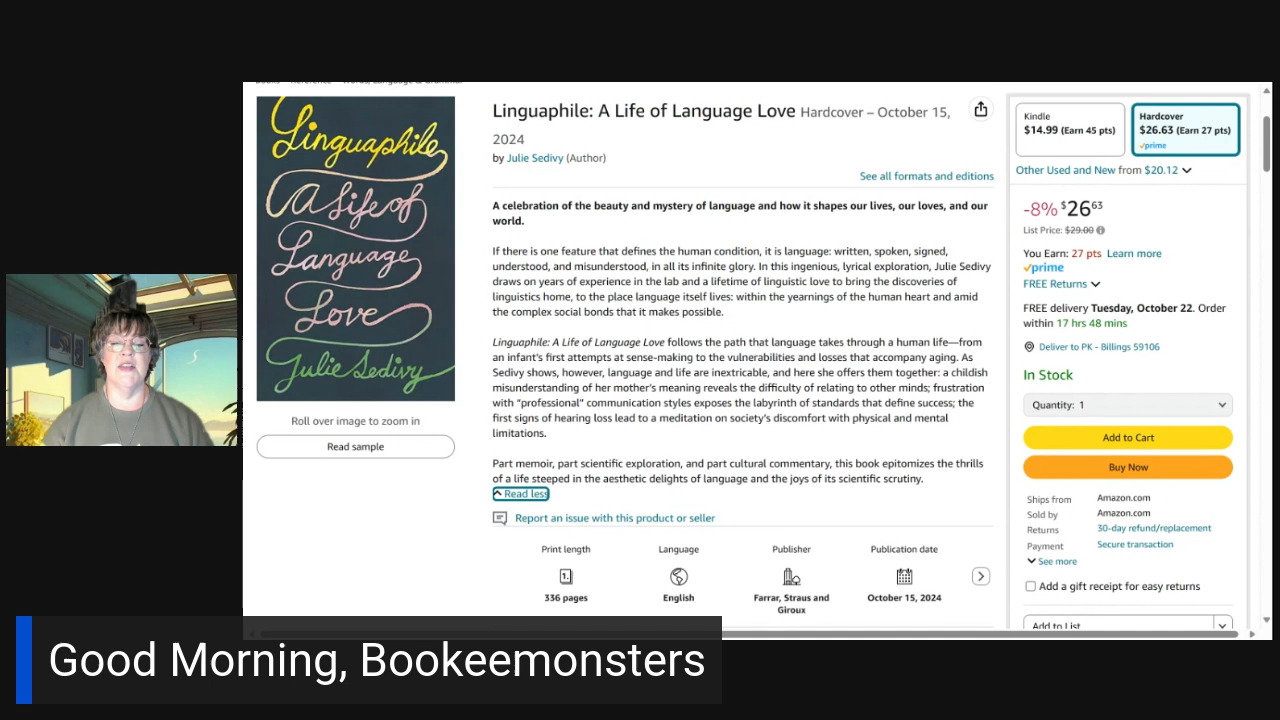 Linguaphile
A Life of
Language
Love
Julie Sedivy
Roll over image to zoom in
Read sample
Linguaphile: A Life of Language Love Hardcover – October 15,
2024
by Julie Sedivy (Author)
See all formats and editions
A celebration of the beauty and mystery of language and how it shapes our lives, our loves, and our
world.
If there is one feature that defines the human condition, it is language: written, spoken, signed,
understood, and misunderstood, in all its infinite glory. In this ingenious, lyrical exploration, Julie Sedivy
draws on years of experience in the lab and a lifetime of linguistic love to bring the discoveries of
linguistics home, to the place language itself lives: within the yearnings of the human heart and amid
the complex social bonds that it makes possible.
Linguaphile: A Life of Language Love follows the path that language takes through a human life—from
an infant's first attempts at sense-making to the vulnerabilities and losses that accompany aging. As
Sedivy shows, however, language and life are inextricable, and here she offers them together: a childish
misunderstanding of her mother's meaning reveals the difficulty of relating to other minds; frustration
with “professional” communication styles exposes the labyrinth of standards that define success; the
first signs of hearing loss lead to a meditation on society's discomfort with physical and mental
limitations.
Part memoir, part scientific exploration, and part cultural commentary, this book epitomizes the thrills
of a life steeped in the aesthetic delights of language and the joys of its scientific scrutiny.
Read less
Report an issue with this product or seller
Print length
Language
Publisher
Publication date
336 pages
English
Farrar, Straus and
Giroux
October 15, 2024
Kindle
$14.99 (Earn 45 pts)
Hardcover
$26.63 (Earn 27 pts)
prime
Other Used and New from $20.12
-8% $26 63
List Price: $29.00
You Earn: 27 pts Learn more
prime
FREE Returns
FREE delivery Tuesday, October 22. Order
within 17 hrs 48 mins
Deliver to PK - Billings 59106
In Stock
Quantity: 1
Add to Cart
Buy Now
Ships from Amazon.com
Sold by Amazon.com
Returns 30-day refund/replacement
Payment Secure transaction
See more
Add a gift receipt for easy returns
Add to List
Good Morning, Bookeemonsters